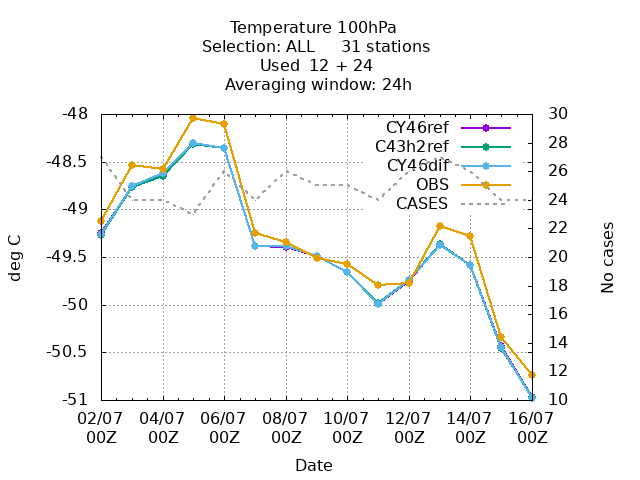 Temperature 100hPa
Selection: ALL 31 stations
Used 12 + 24
Averaging window: 24h
-48
-48.5
-49
-49.5
-50
-50.5
-51
deg C
30
28
26
24
22
20
18
16
14
12
10
No cases
CY46ref
C43h2ref
CY46dif
OBS
CASES
02/07 04/07 06/07 08/07 10/07 12/07 14/07 16/07
00Z 00Z 00Z 00Z 00Z 00Z 00Z 00Z
Date